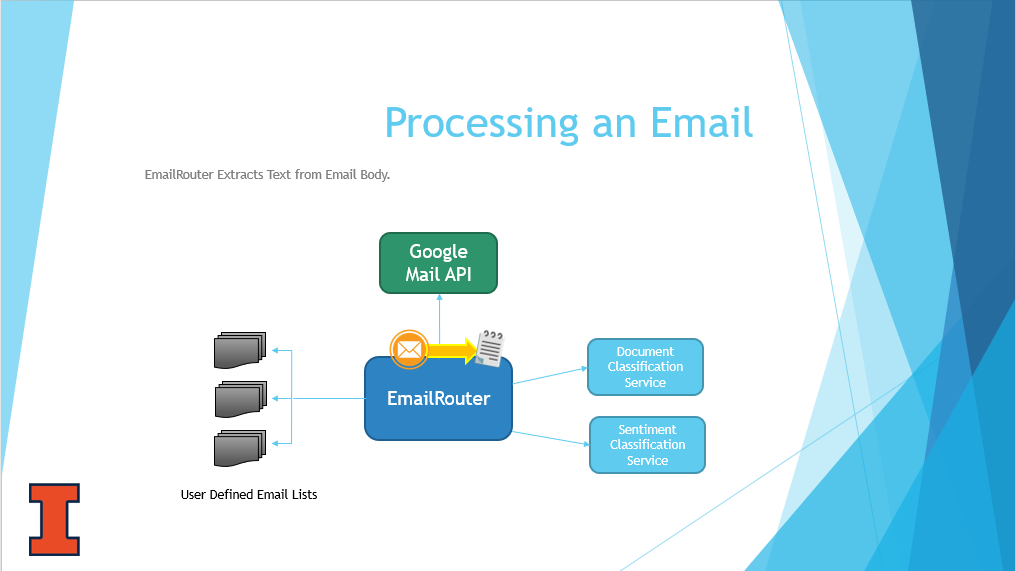 Processing an Email
EmailRouter Extracts Text from Email Body.
Google
Mail API
EmailRouter
Document
Classification
Service
Sentiment
Classification
Service
User Defined Email Lists